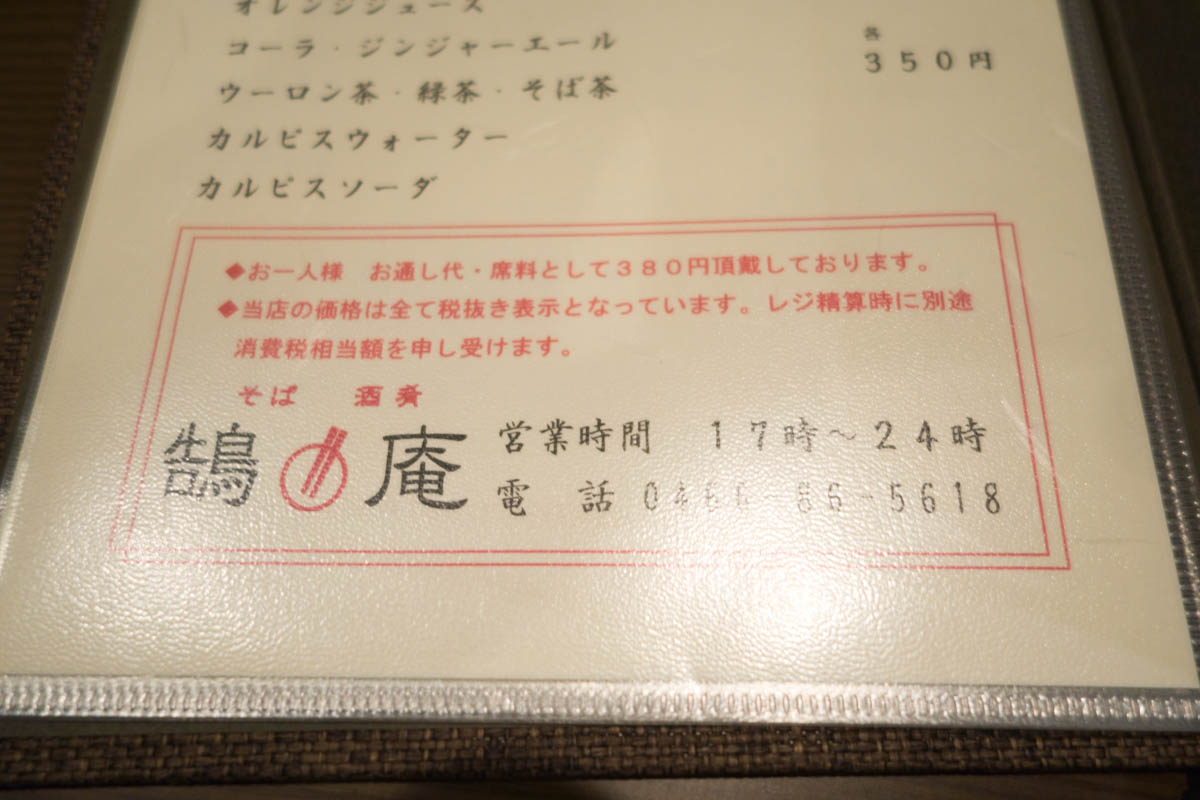 オレンジジュース
コーラ・ジンジャーエール
各
350円
ウーロン茶・緑茶・そば茶
カルピスウォーター
カルピスソーダ
◆お一人様　お通し代・席料として380円頂戴しております。
◆当店の価格は全て税抜き表示となっています。レジ精算時に別途
消費税相当額を申し受けます。
そば　酒肴
鵠 庵
営業時間　17時～24時
電　話 0466-86-5618